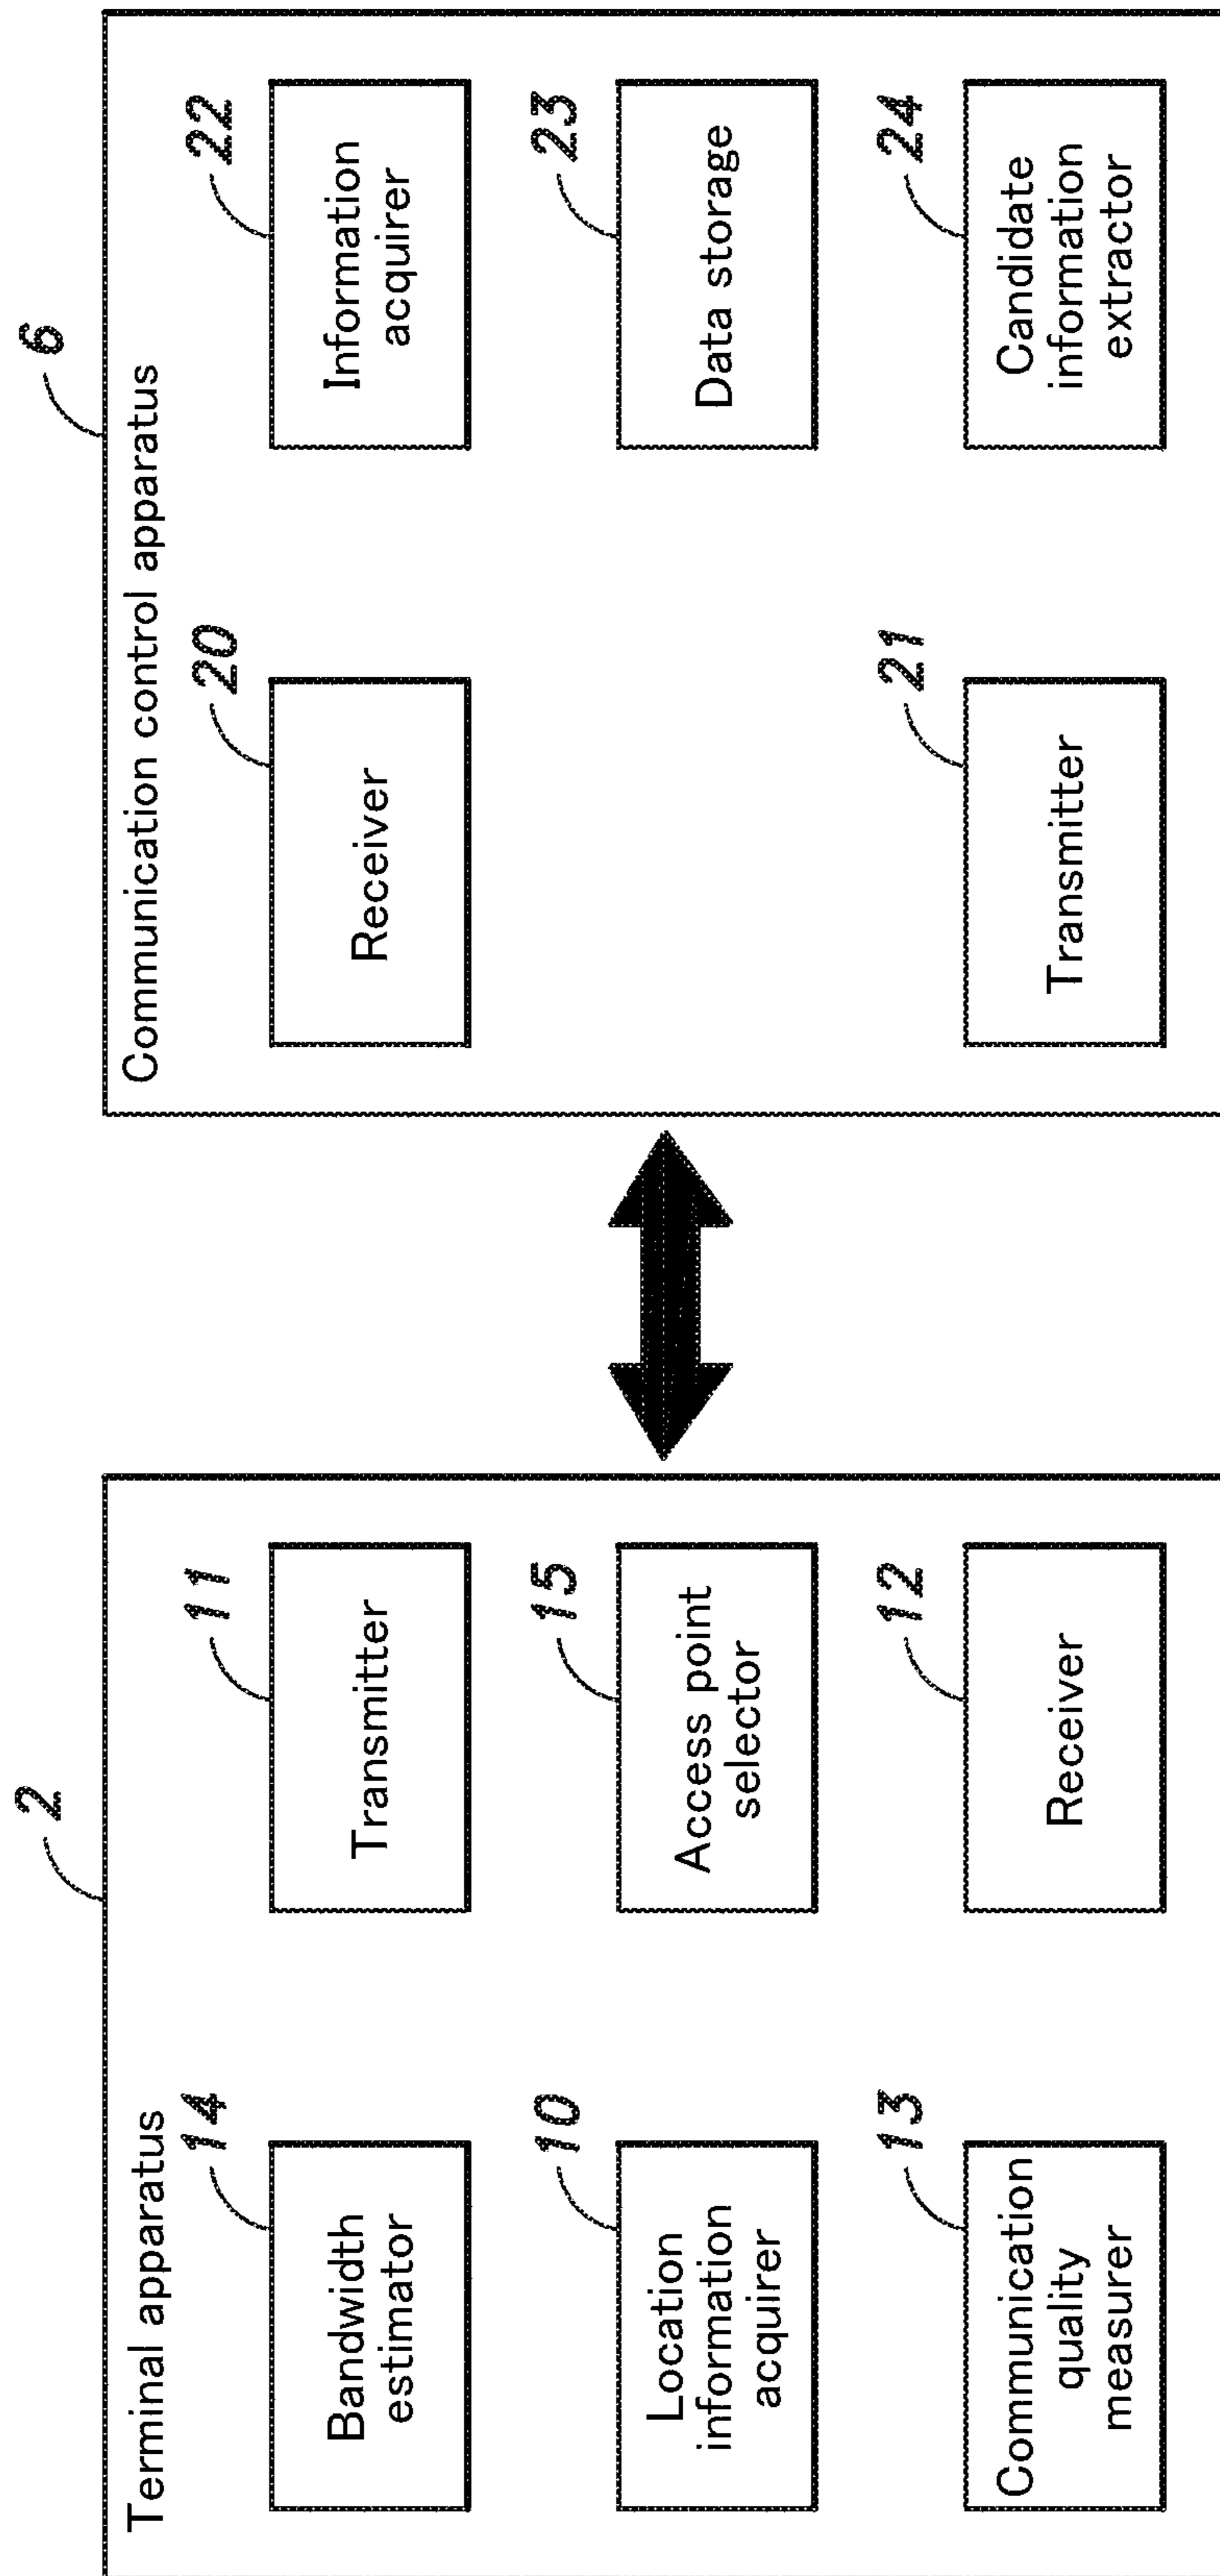 2
Terminal apparatus
14
Bandwidth
estimator
11
Transmitter
10
Location
information
acquirer
15
Access point
selector
13
Communication
quality
measurer
12
Receiver
6
Communication control apparatus
20
Receiver
22
Information
acquirer
23
Data storage
21
Transmitter
24
Candidate
information
extractor